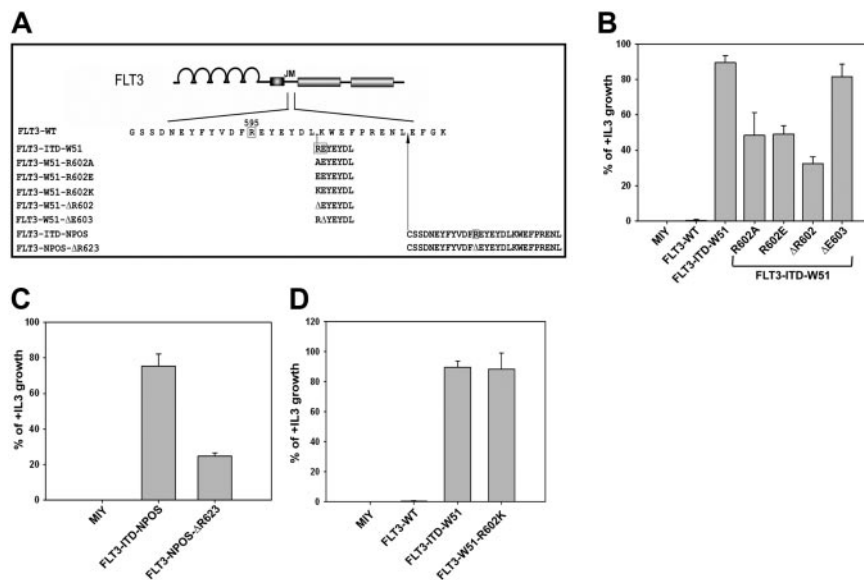 A
FLT3
JM
595
FLT3-WT
G S S D N E Y F Y V D F R E Y E Y D L K W E F P R E N L E F G K
FLT3-ITD-W51
REYEYDL
FLT3-W51-R602A
AEYEYDL
FLT3-W51-R602E
EEYEYDL
FLT3-W51-R602K
KEYEYDL
FLT3-W51-ΔR602
ΔEYEYDL
FLT3-W51-ΔE603
RΔYEYDL
FLT3-ITD-NPOS
CSSDNEYFYVDFREYEYDLKWEFPRENL
FLT3-NPOS-ΔR623
CSSDNEYFYVDFΔEYEYDLKWEFPRENL
B
% of +IL3 growth
100
80
60
40
20
0
MIY
FLT3-WT
FLT3-ITD-W51
R602A
R602E
ΔR602
ΔE603
FLT3-ITD-W51
C
% of +IL3 growth
100
80
60
40
20
0
MIY
FLT3-ITD-NPOS
FLT3-NPOS-ΔR623
D
% of +IL3 growth
120
100
80
60
40
20
0
MIY
FLT3-WT
FLT3-ITD-W51
FLT3-W51-R602K